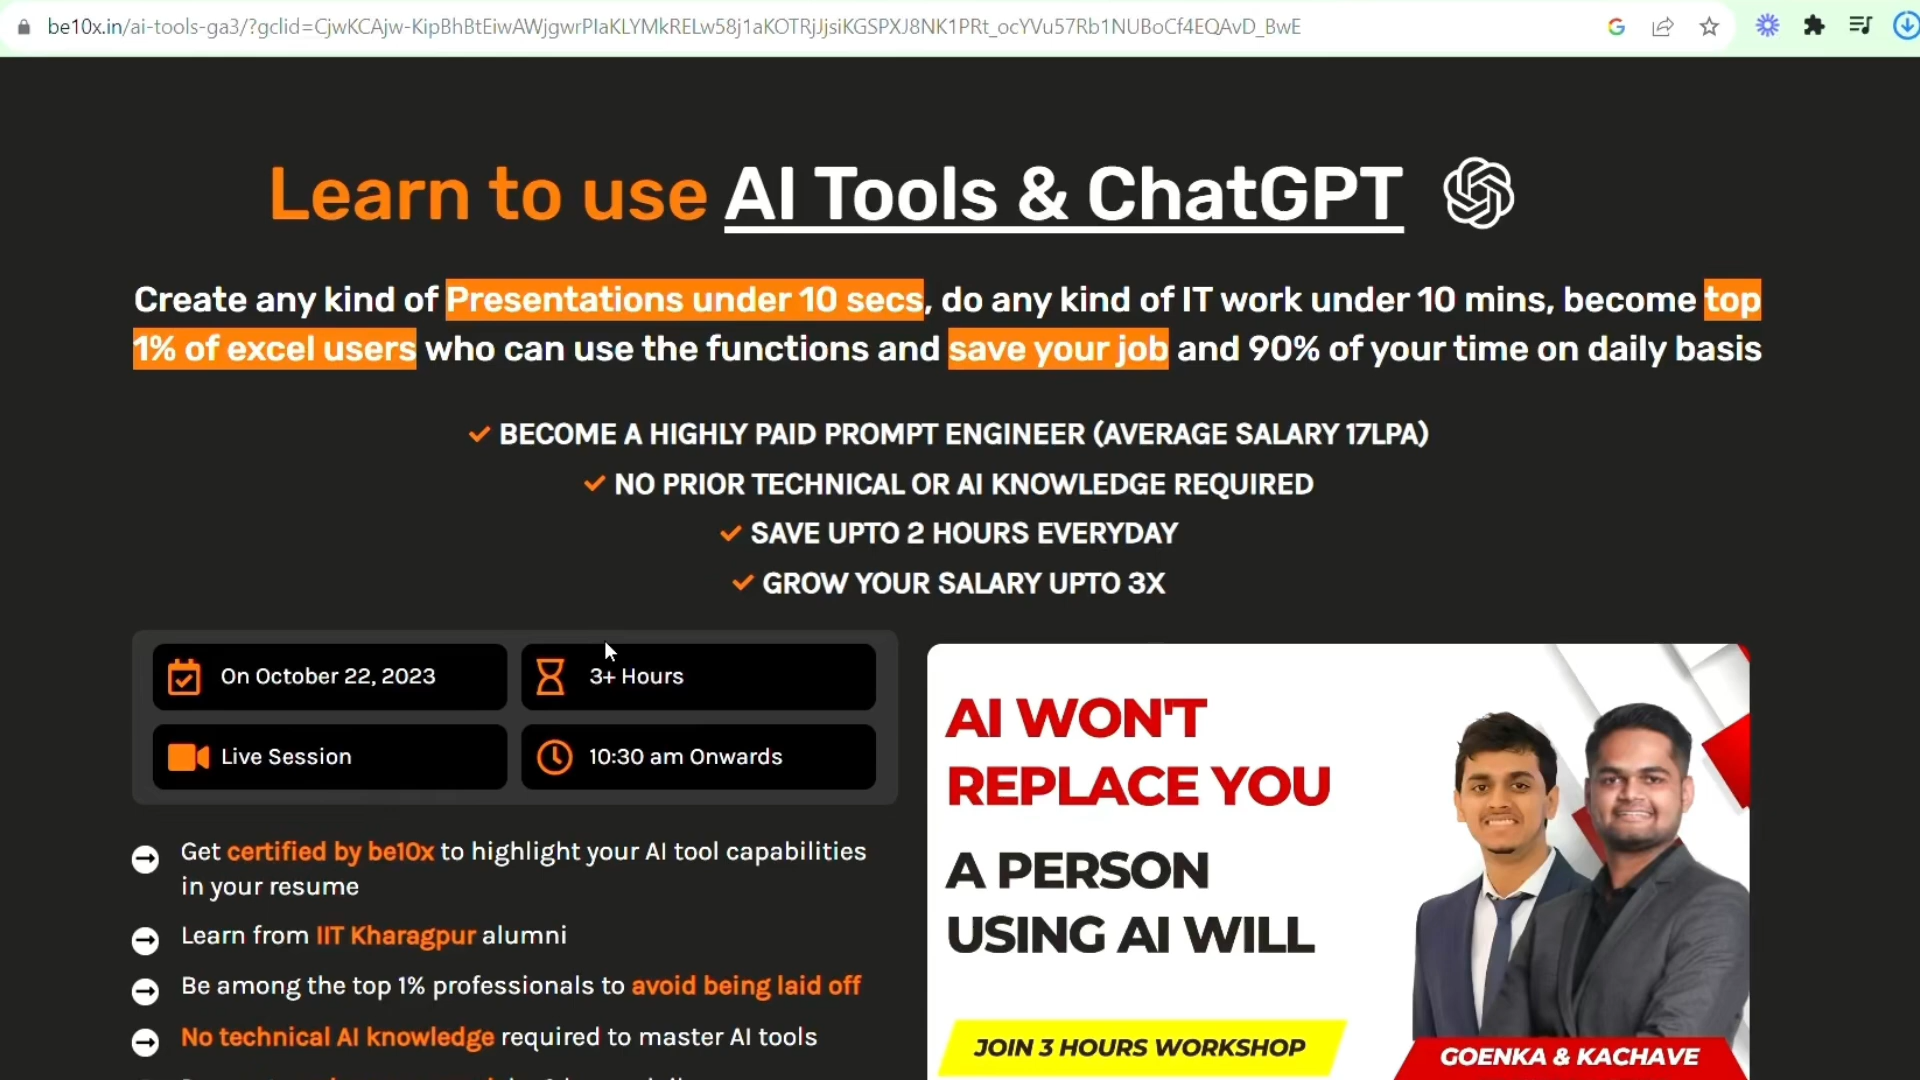 be10x.in/ai-tools-ga3/?gclid=CjwKCAjw-KipBhBtEiwAWjgwrPIaKLYMkRELw58j1aKOTRjJjsiKGSPXJ8NK1PRt_ocYVu57Rb1NUBoCf4EQAvD_BwE
Learn to use AI Tools & ChatGPT
Create any kind of Presentations under 10 secs, do any kind of IT work under 10 mins, become top
1% of excel users who can use the functions and save your job and 90% of your time on daily basis
BECOME A HIGHLY PAID PROMPT ENGINEER (AVERAGE SALARY 17LPA)
NO PRIOR TECHNICAL OR AI KNOWLEDGE REQUIRED
SAVE UPTO 2 HOURS EVERYDAY
GROW YOUR SALARY UPTO 3X
On October 22, 2023
3+ Hours
Live Session
10:30 am Onwards
Get certified by be10x to highlight your AI tool capabilities
in your resume
Learn from IIT Kharagpur alumni
Be among the top 1% professionals to avoid being laid off
No technical AI knowledge required to master AI tools
AI WON'T
REPLACE YOU
A PERSON
USING AI WILL
JOIN 3 HOURS WORKSHOP
GOENKA & KACHAVE